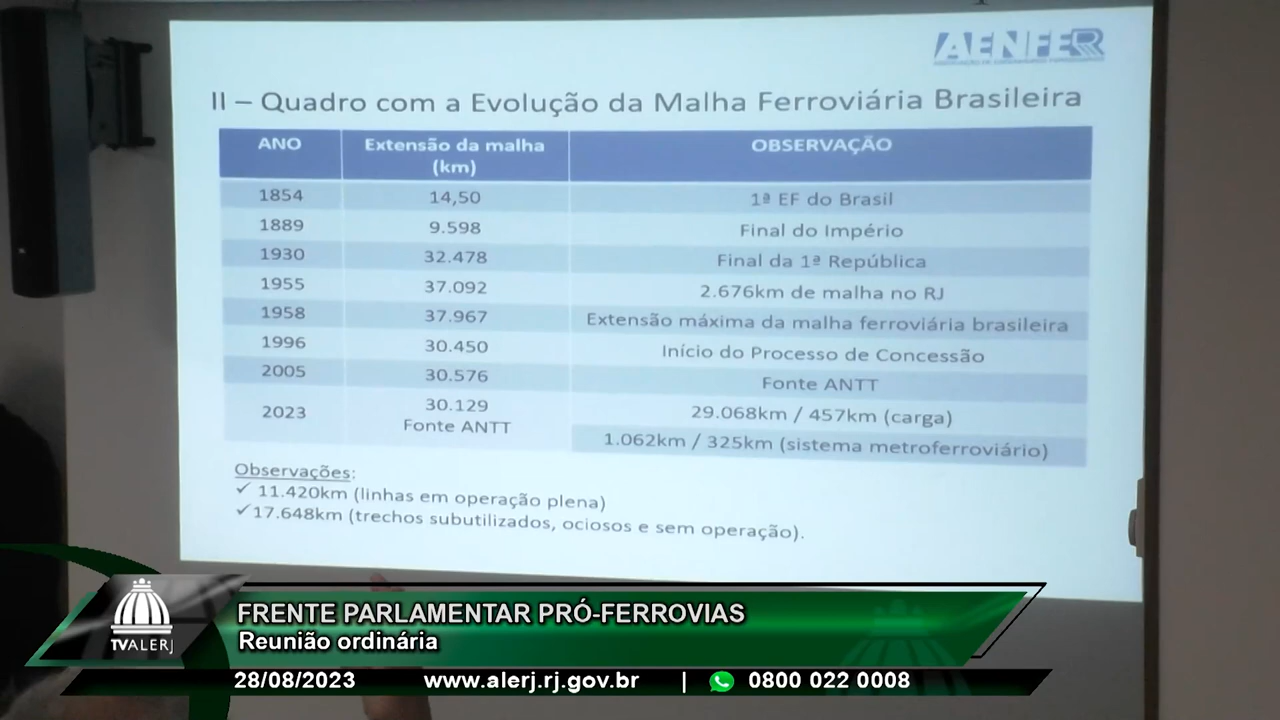 AENFER
II – Quadro com a Evolução da Malha Ferroviária Brasileira
ANO Extensão da malha (km) OBSERVAÇÃO
1854 14,50 1ª EF do Brasil
1889 9.598 Final do Império
1930 32.478 Final da 1ª República
1955 37.092 2.676km de malha no RJ
1958 37.967 Extensão máxima da malha ferroviária brasileira
1996 30.450 Início do Processo de Concessão
2005 30.576 Fonte ANTT
2023 30.129 29.068km / 457km (carga)
Fonte ANTT 1.062km / 325km (sistema metroferroviário)
Observações:
✓ 11.420km (linhas em operação plena)
✓ 17.648km (trechos subutilizados, ociosos e sem operação).
FRENTE PARLAMENTAR PRÓ-FERROVIAS
Reunião ordinária
TVALERJ
28/08/2023 www.alerj.rj.gov.br | 0800 022 0008